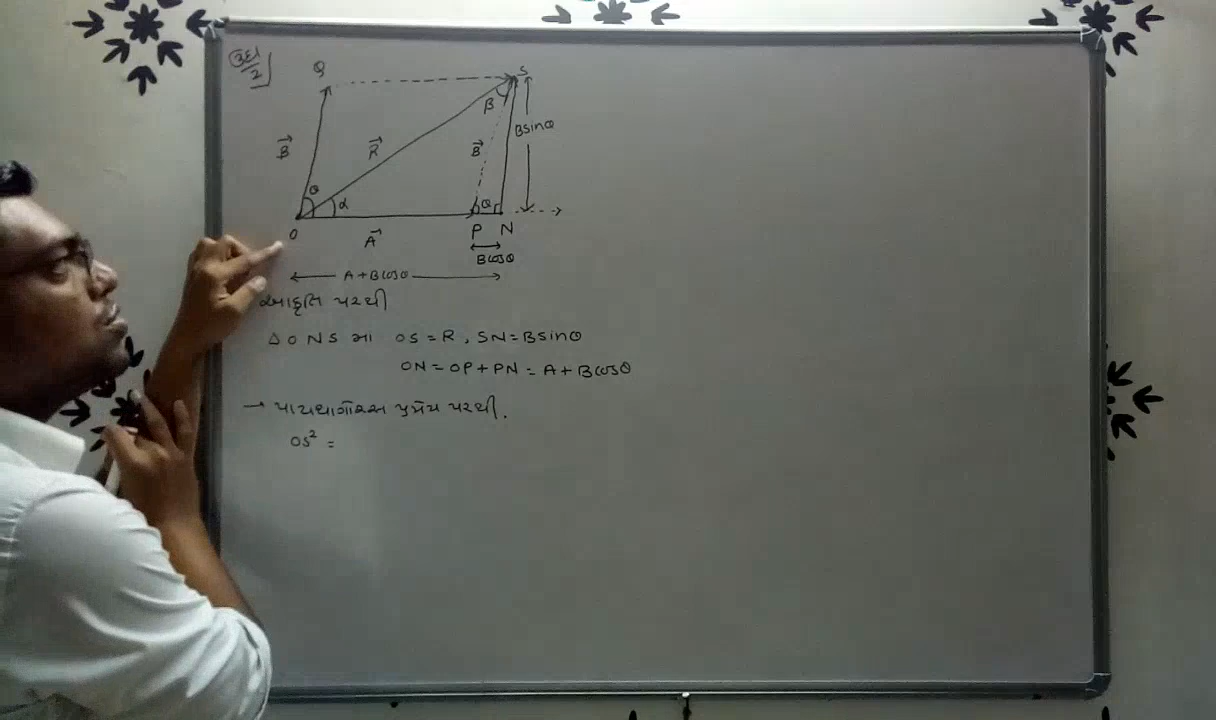 ઉદા 2
Q
S
β
B⃗
R⃗
B⃗
B sinθ
θ
α
θ
O
A⃗
P N
B cosθ
A + B cosθ
આકૃતિ પરથી
△ O N S માં OS = R , SN = B sinθ
ON = OP + PN = A + B cosθ
→ પાયથાગોરસ પ્રમેય પરથી.
OS² =